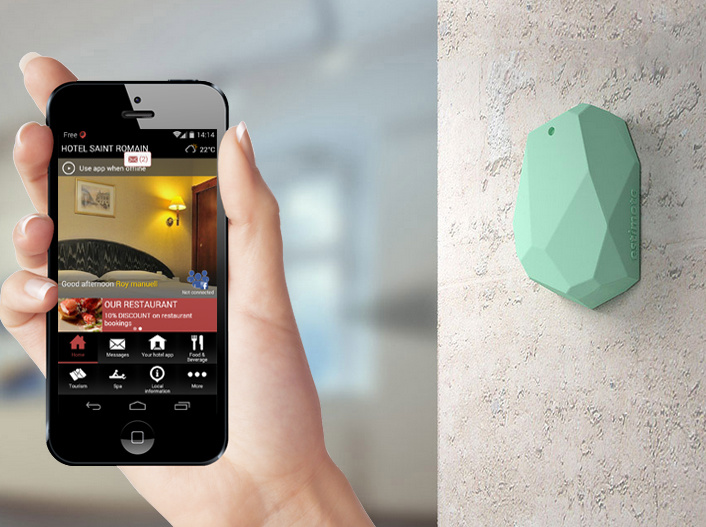 Free
14:14
HOTEL SAINT ROMAIN
22°C
(2)
Use app when offline
Good afternoon Roy manuell
Not connected
OUR RESTAURANT
10% DISCOUNT on restaurant
bookings
Home
Messages
Your hotel app
Food &
Beverage
Tourism
Spa
Local
information
More
estimote